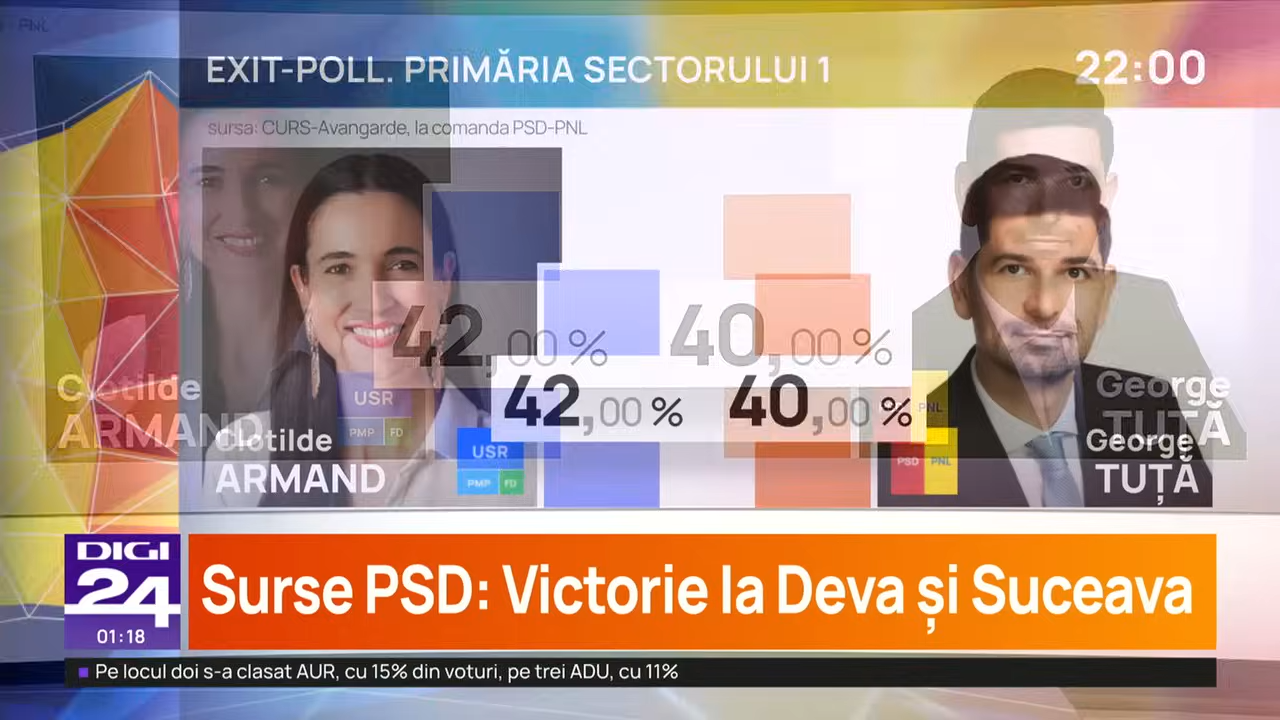 PNL
EXIT-POLL. PRIMĂRIA SECTORULUI 1
22:00
sursa: CURS-Avangarde, la comanda PSD-PNL
42,00 %
40,00 %
Clotilde
ARMAND
USR
PMP FD
PNL
George
TUȚĂ
42,00 %
40,00 %
Clotilde
ARMAND
USR
PMP FD
PSD PNL
George
TUȚĂ
DIGI
24
01:18
Surse PSD: Victorie la Deva și Suceava
Pe locul doi s-a clasat AUR, cu 15% din voturi, pe trei ADU, cu 11%